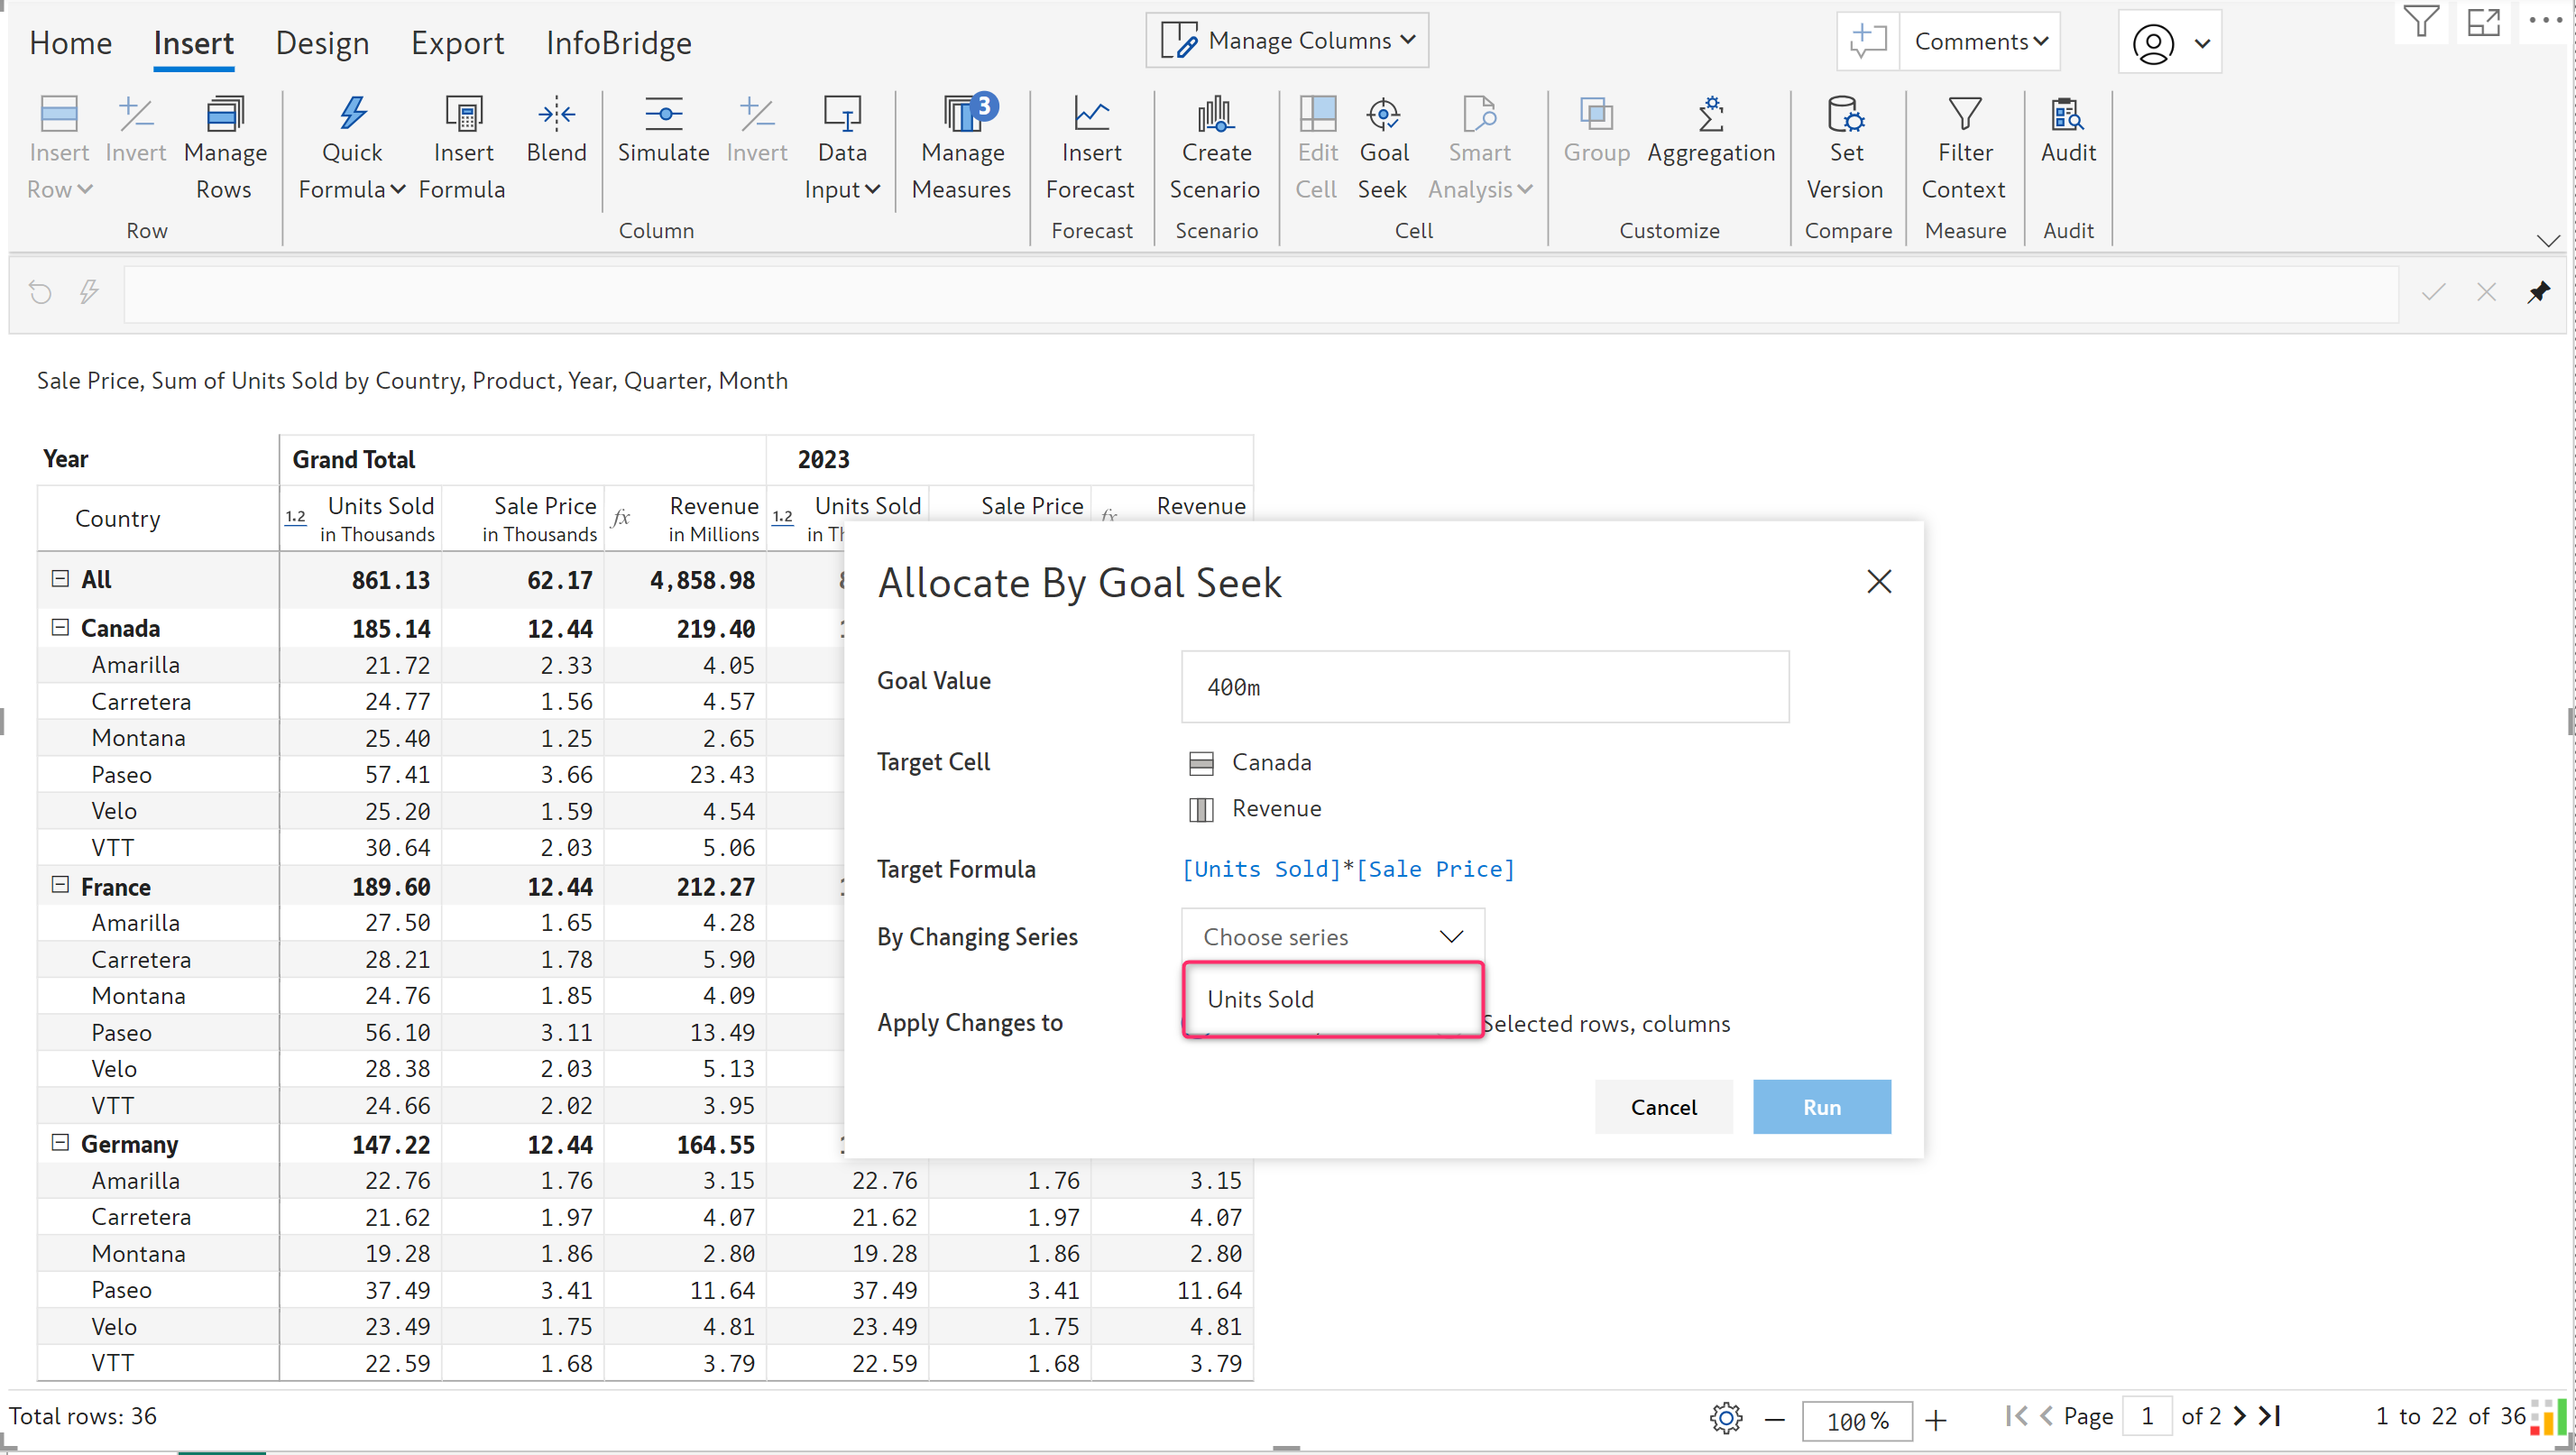 Home Insert Design Export InfoBridge Manage Columns Comments
Insert Row Invert Manage Rows Quick Formula Insert Formula Blend Simulate Invert Data Input Manage Measures 3 Insert Forecast Create Scenario Edit Cell Goal Seek Smart Analysis Group Aggregation Set Version Filter Context Audit
Row Column Forecast Scenario Cell Customize Compare Measure Audit
Sale Price, Sum of Units Sold by Country, Product, Year, Quarter, Month
Year Grand Total 2023
Country 1.2 Units Sold in Thousands Sale Price in Thousands fx Revenue in Millions 1.2 Units Sold Sale Price fx Revenue
All 861.13 62.17 4,858.98
Canada 185.14 12.44 219.40
Amarilla 21.72 2.33 4.05
Carretera 24.77 1.56 4.57
Montana 25.40 1.25 2.65
Paseo 57.41 3.66 23.43
Velo 25.20 1.59 4.54
VTT 30.64 2.03 5.06
France 189.60 12.44 212.27
Amarilla 27.50 1.65 4.28
Carretera 28.21 1.78 5.90
Montana 24.76 1.85 4.09
Paseo 56.10 3.11 13.49
Velo 28.38 2.03 5.13
VTT 24.66 2.02 3.95
Germany 147.22 12.44 164.55
Amarilla 22.76 1.76 3.15 22.76 1.76 3.15
Carretera 21.62 1.97 4.07 21.62 1.97 4.07
Montana 19.28 1.86 2.80 19.28 1.86 2.80
Paseo 37.49 3.41 11.64 37.49 3.41 11.64
Velo 23.49 1.75 4.81 23.49 1.75 4.81
VTT 22.59 1.68 3.79 22.59 1.68 3.79
Allocate By Goal Seek
Goal Value 400m
Target Cell Canada
Revenue
Target Formula [Units Sold]*[Sale Price]
By Changing Series Choose series
Units Sold
Apply Changes to Selected rows, columns
Cancel Run
Total rows: 36 100% Page 1 of 2 1 to 22 of 36